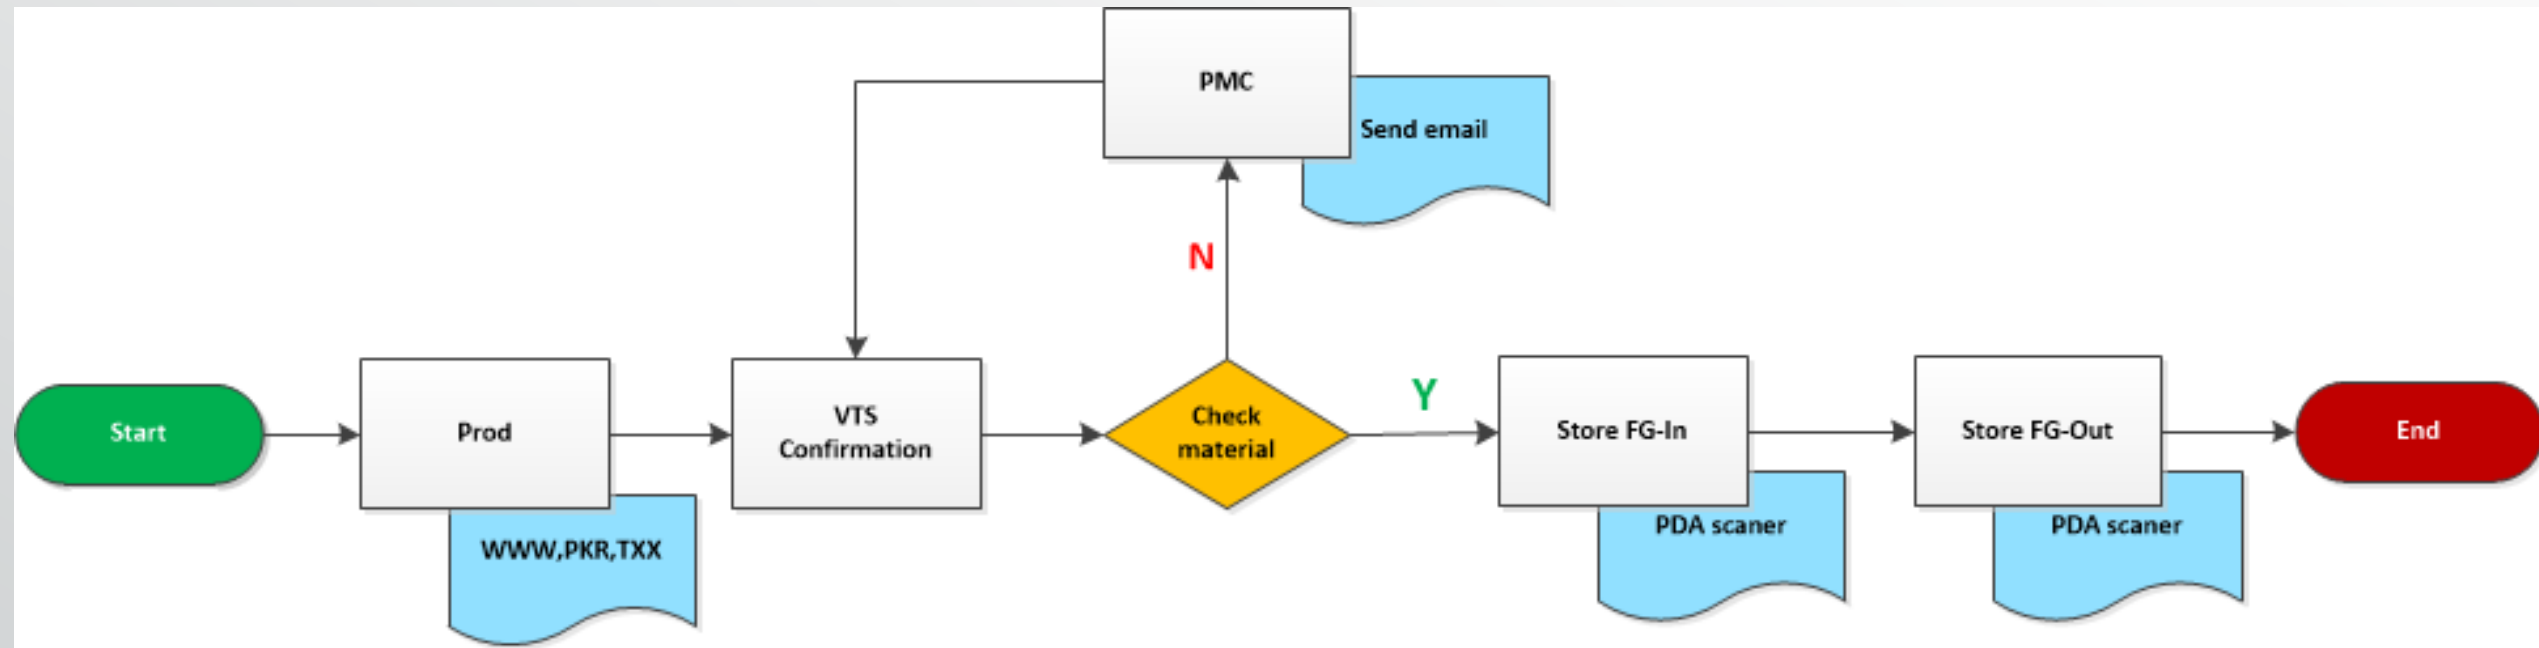 PMC
Send email
N
Y
Start
Prod
VTS
Confirmation
Check
material
Store FG-In
Store FG-Out
End
WWW,PKR,TXX
PDA scaner
PDA scaner